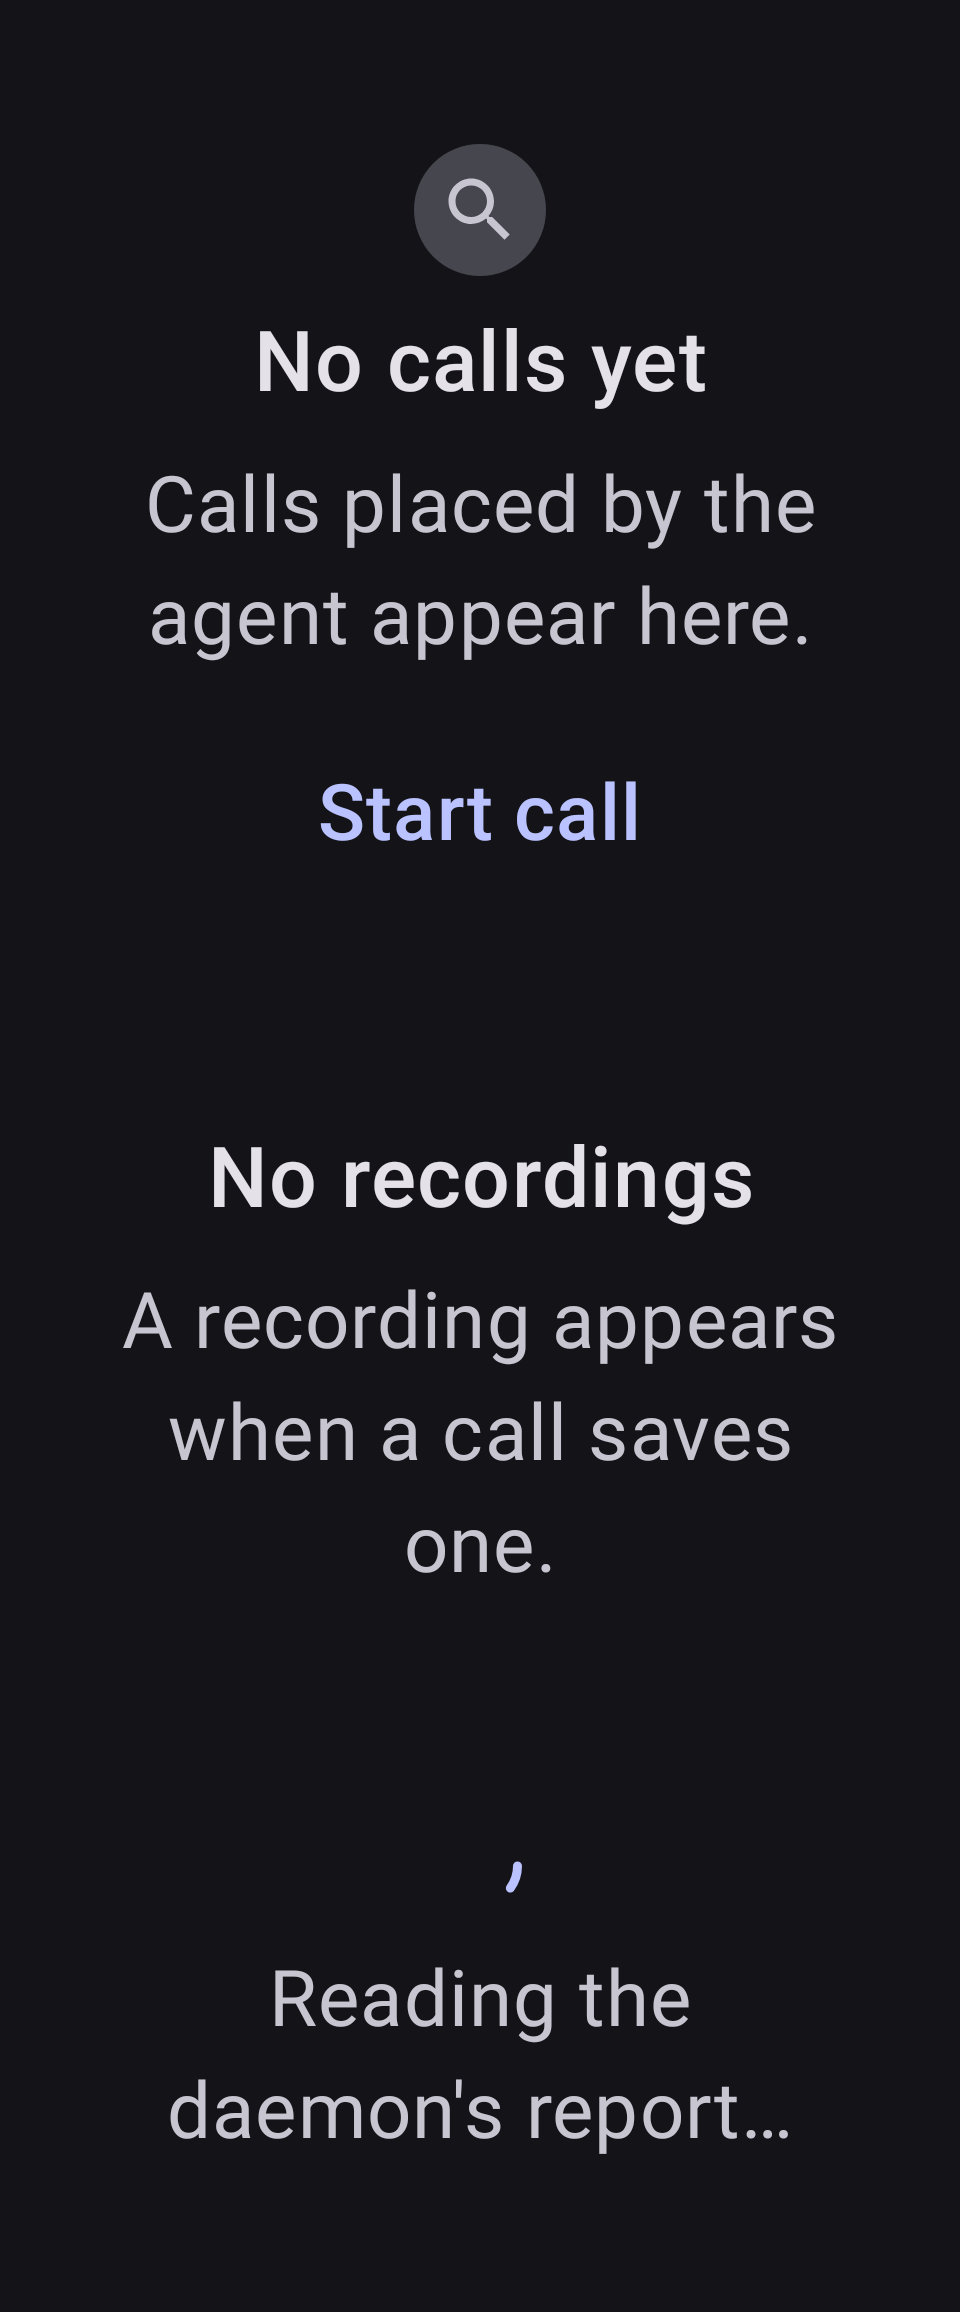 No calls yet
Calls placed by the
agent appear here.
Start call
No recordings
A recording appears
when a call saves
one.
Reading the
daemon's report…